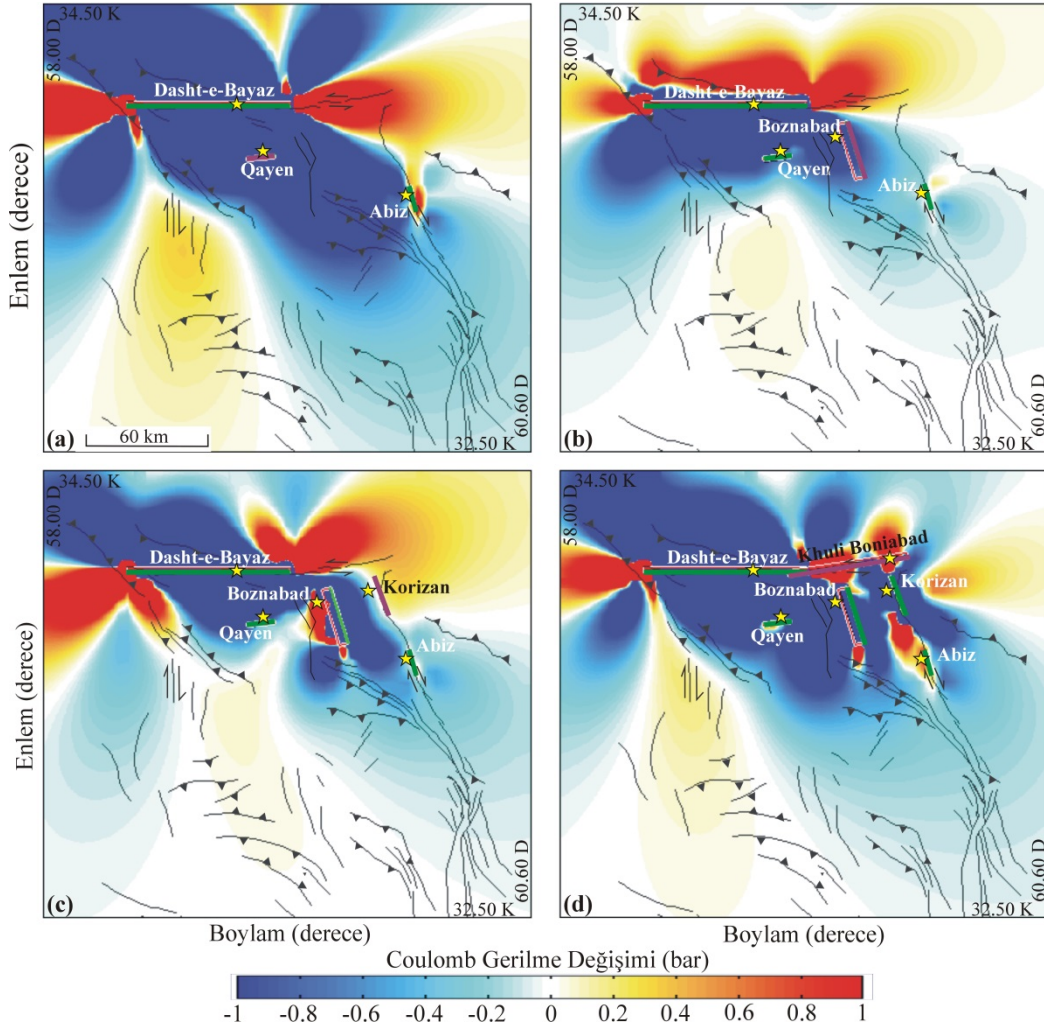 34.50 K
58.00 D
Dasht-e-Bayaz
Qayen
Abiz
60 km
(a)
32.50 K
60.60 D
34.50 K
58.00 D
Dasht-e-Bayaz
Boznabad
Qayen
Abiz
(b)
32.50 K
60.60 D
Enlem (derece)
34.50 K
58.00 D
Dasht-e-Bayaz
Boznabad
Korizan
Qayen
Abiz
(c)
32.50 K
60.60 D
34.50 K
58.00 D
Khuli Boniabad
Dasht-e-Bayaz
Korizan
Boznabad
Qayen
Abiz
(d)
32.50 K
60.60 D
Enlem (derece)
Boylam (derece)
Boylam (derece)
Coulomb Gerilme Değişimi (bar)
-1 -0.8 -0.6 -0.4 -0.2 0 0.2 0.4 0.6 0.8 1